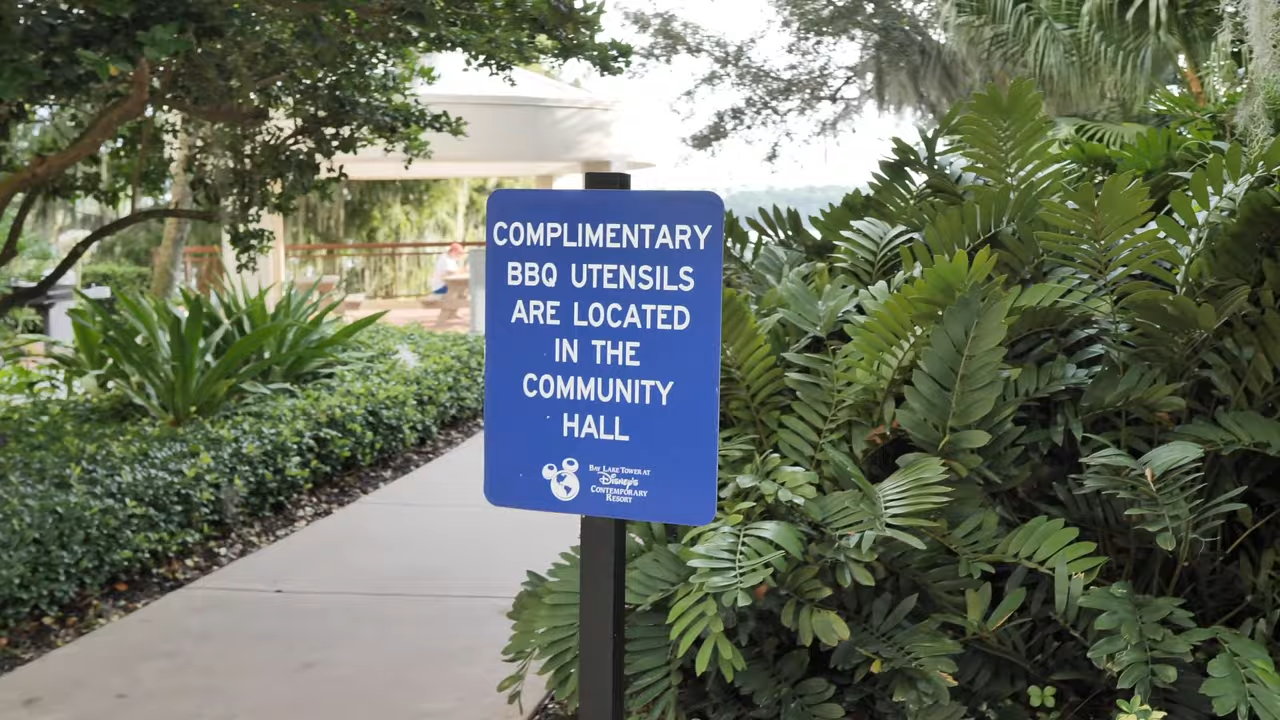 COMPLIMENTARY
BBQ UTENSILS
ARE LOCATED
IN THE
COMMUNITY
HALL
BAY LAKE TOWER AT
Disney's
CONTEMPORARY
RESORT